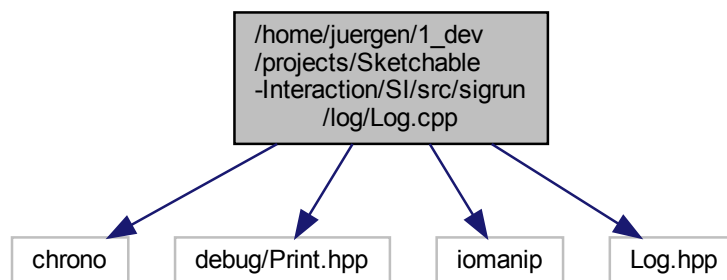 /home/juergen/1_dev
/projects/Sketchable
-Interaction/SI/src/sigrun
/log/Log.cpp
chrono
debug/Print.hpp
iomanip
Log.hpp